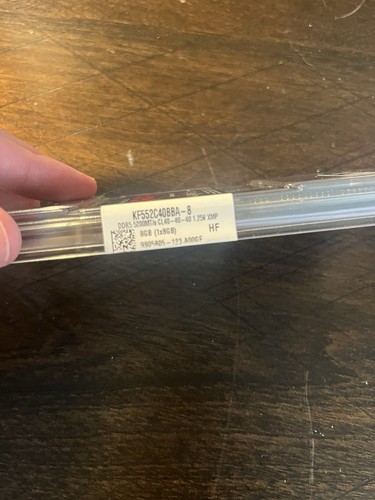 KF552C40BBA-8
DDR5 5200MT/s CL40-40-40 1.25V XMP
8GB (1x8GB)
HF